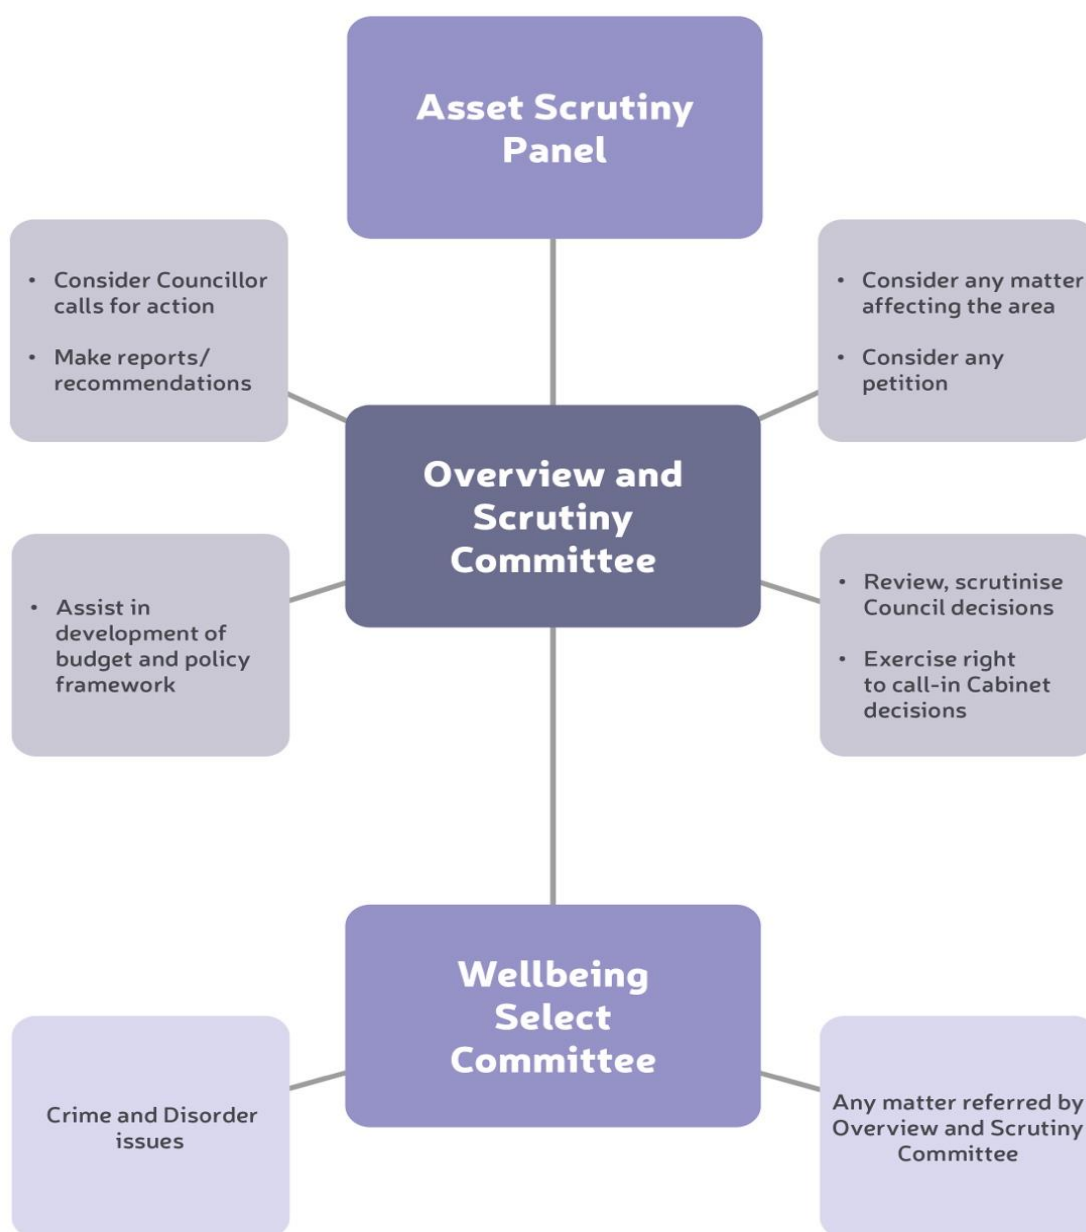 Asset Scrutiny
Panel
• Consider Councillor
calls for action
• Make reports/
recommendations
• Consider any matter
affecting the area
• Consider any
petition
Overview and
Scrutiny
Committee
• Assist in
development of
budget and policy
framework
• Review, scrutinise
Council decisions
• Exercise right
to call-in Cabinet
decisions
Wellbeing
Select
Committee
Crime and Disorder
issues
Any matter referred by
Overview and Scrutiny
Committee